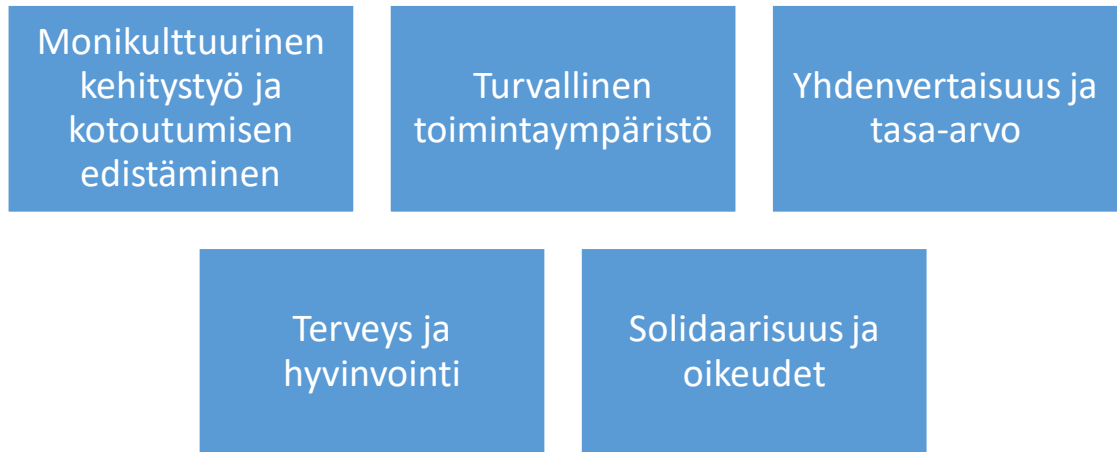 Monikulttuurinen
kehitystyö ja
kotoutumisen
edistäminen
Turvallinen
toimintaympäristö
Yhdenvertaisuus ja
tasa-arvo
Terveys ja
hyvinvointi
Solidaarisuus ja
oikeudet